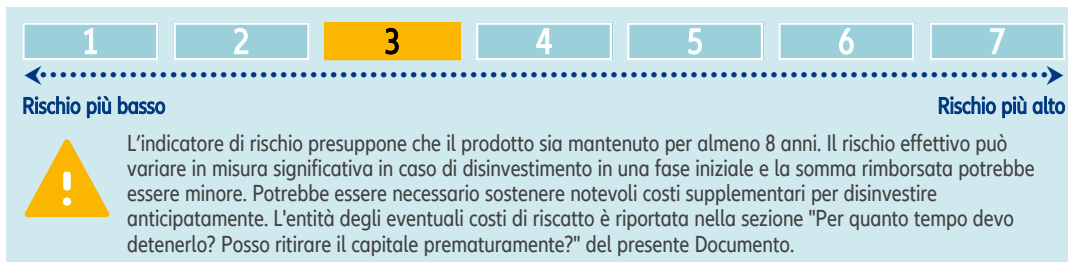 1 2 3 4 5 6 7
Rischio più basso Rischio più alto
L'indicatore di rischio presuppone che il prodotto sia mantenuto per almeno 8 anni. Il rischio effettivo può
variare in misura significativa in caso di disinvestimento in una fase iniziale e la somma rimborsata potrebbe
essere minore. Potrebbe essere necessario sostenere notevoli costi supplementari per disinvestire
anticipatamente. L'entità degli eventuali costi di riscatto è riportata nella sezione "Per quanto tempo devo
detenerlo? Posso ritirare il capitale prematuramente?" del presente Documento.